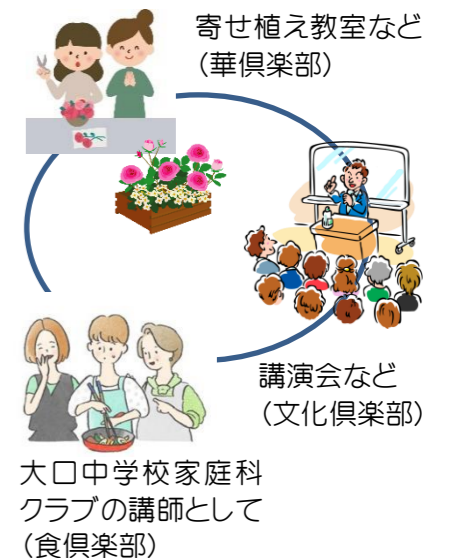 寄せ植え教室など
（華倶楽部）
講演会など
（文化倶楽部）
大口中学校家庭科
クラブの講師として
（食倶楽部）